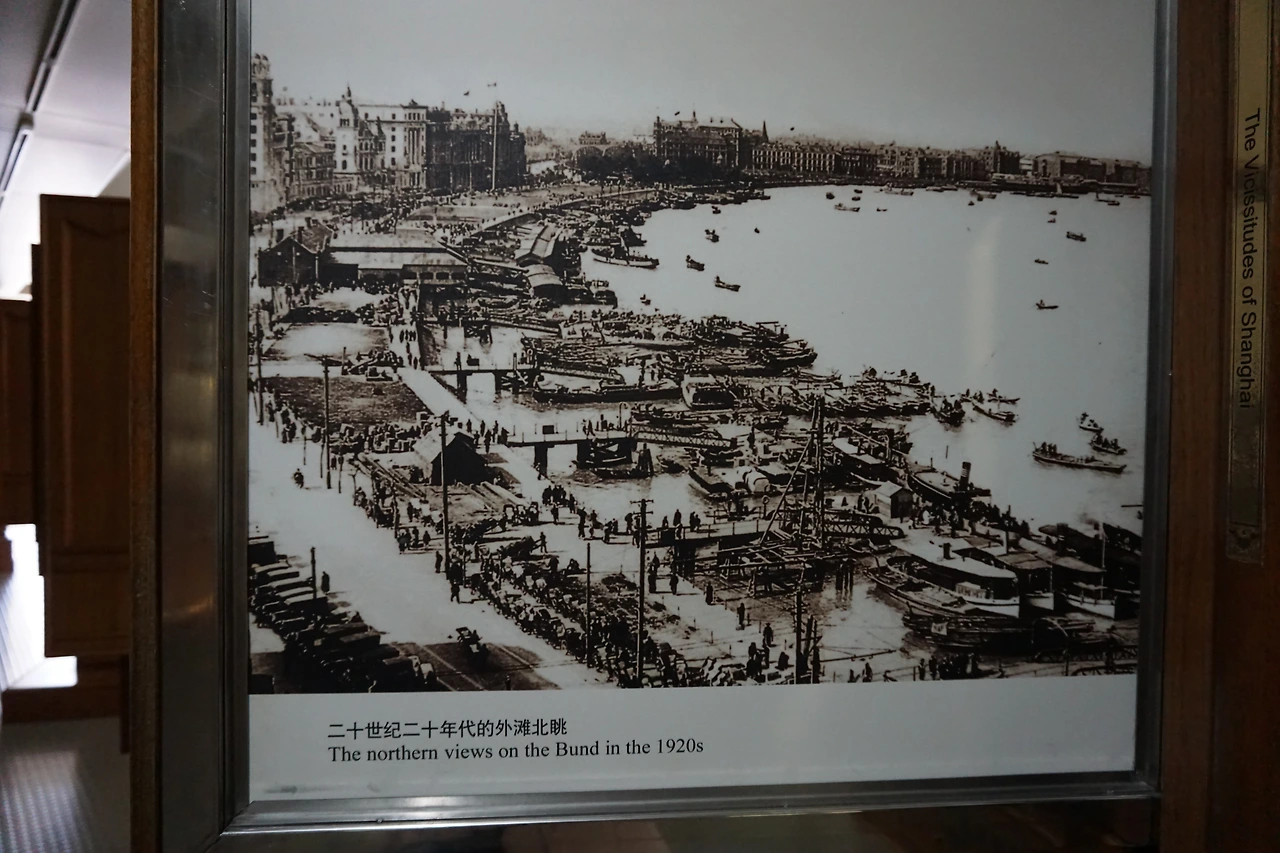 二十世纪二十年代的外滩北眺
The northern views on the Bund in the 1920s
The Vicissitudes of Shanghai